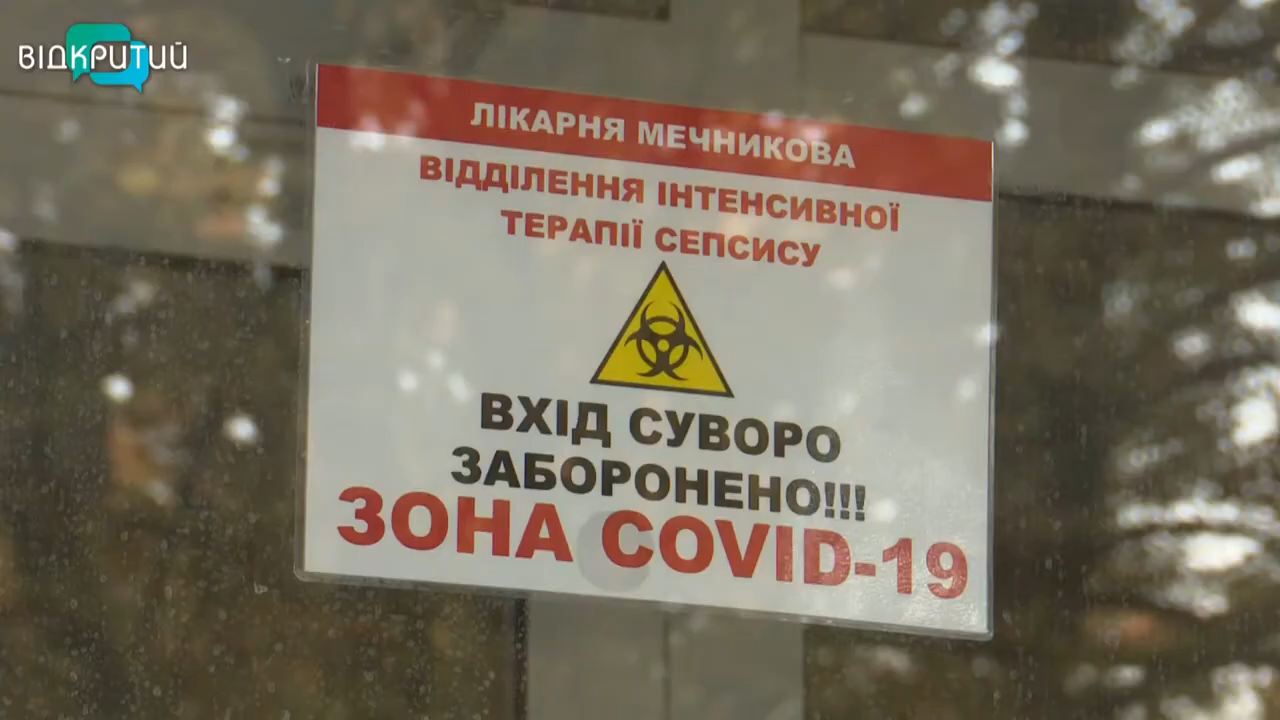 ВІДКРИТИЙ
ЛІКАРНЯ МЕЧНИКОВА
ВІДДІЛЕННЯ ІНТЕНСИВНОЇ
ТЕРАПІЇ СЕПСИСУ
ВХІД СУВОРО
ЗАБОРОНЕНО!!!
ЗОНА COVID-19